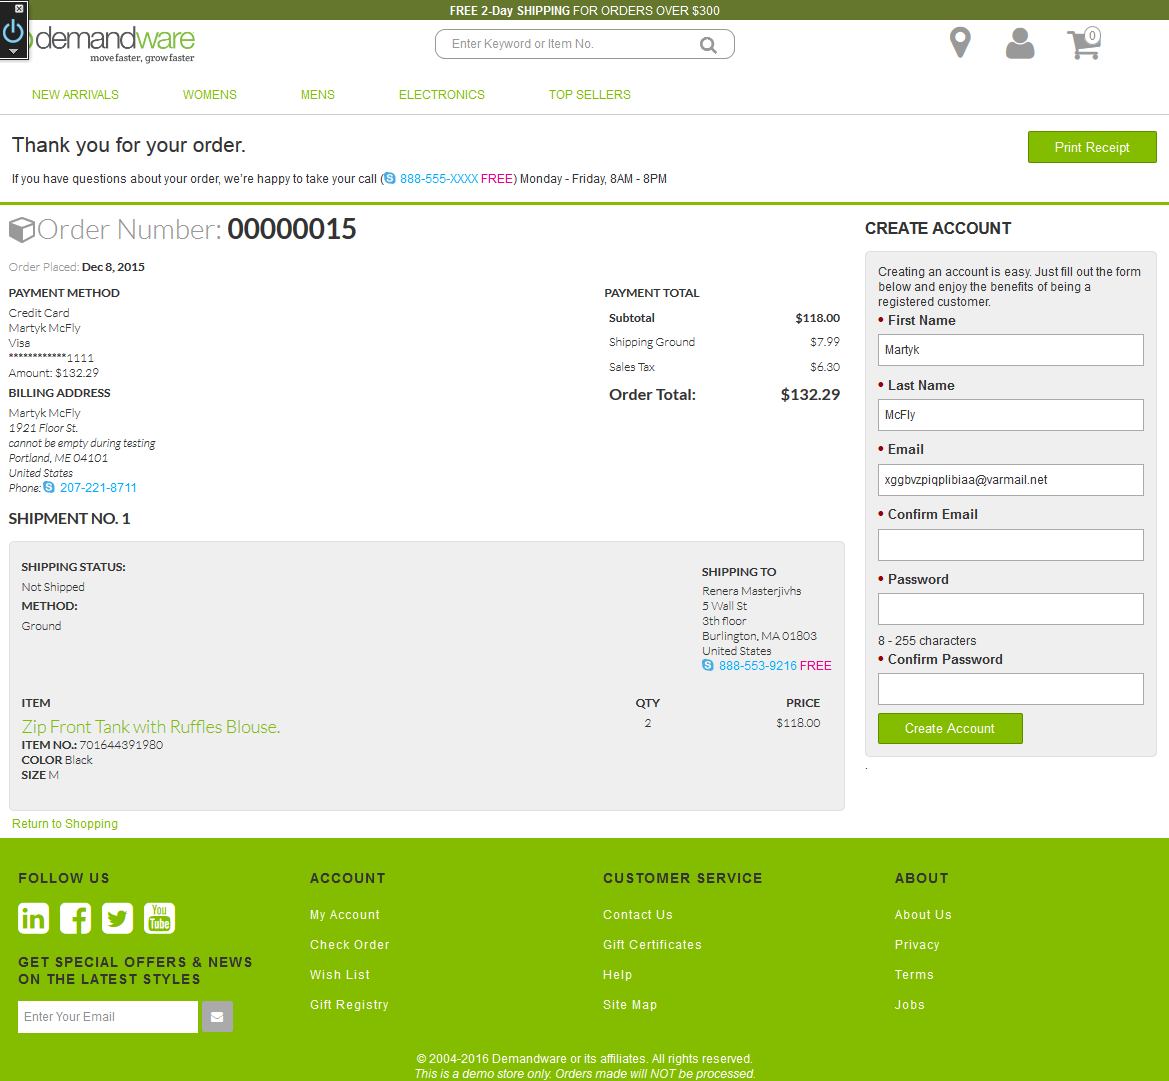 FREE 2-Day SHIPPING FOR ORDERS OVER $300
demandware
move faster, grow faster
Enter Keyword or Item No.
0
NEW ARRIVALS WOMENS MENS ELECTRONICS TOP SELLERS
Thank you for your order.
Print Receipt
If you have questions about your order, we're happy to take your call (888-555-XXXX FREE) Monday - Friday, 8AM - 8PM
Order Number: 00000015
Order Placed: Dec 8, 2015
PAYMENT METHOD
Credit Card
Martyk McFly
Visa
************1111
Amount: $132.29
BILLING ADDRESS
Martyk McFly
1921 Floor St.
cannot be empty during testing
Portland, ME 04101
United States
Phone: 207-221-8711
PAYMENT TOTAL
Subtotal $118.00
Shipping Ground $7.99
Sales Tax $6.30
Order Total: $132.29
SHIPMENT NO. 1
SHIPPING STATUS:
Not Shipped
METHOD:
Ground
SHIPPING TO
Renera Masterjivhs
5 Wall St
3th floor
Burlington, MA 01803
United States
888-553-9216 FREE
ITEM QTY PRICE
Zip Front Tank with Ruffles Blouse. 2 $118.00
ITEM NO.: 701644391980
COLOR Black
SIZE M
Return to Shopping
CREATE ACCOUNT
Creating an account is easy. Just fill out the form
below and enjoy the benefits of being a
registered customer.
• First Name
Martyk
• Last Name
McFly
• Email
xggbvzpiqplibiaa@varmail.net
• Confirm Email
• Password
8 - 255 characters
• Confirm Password
Create Account
.
FOLLOW US
in f You Tube
GET SPECIAL OFFERS & NEWS
ON THE LATEST STYLES
Enter Your Email
ACCOUNT
My Account
Check Order
Wish List
Gift Registry
CUSTOMER SERVICE
Contact Us
Gift Certificates
Help
Site Map
ABOUT
About Us
Privacy
Terms
Jobs
© 2004-2016 Demandware or its affiliates. All rights reserved.
This is a demo store only. Orders made will NOT be processed.